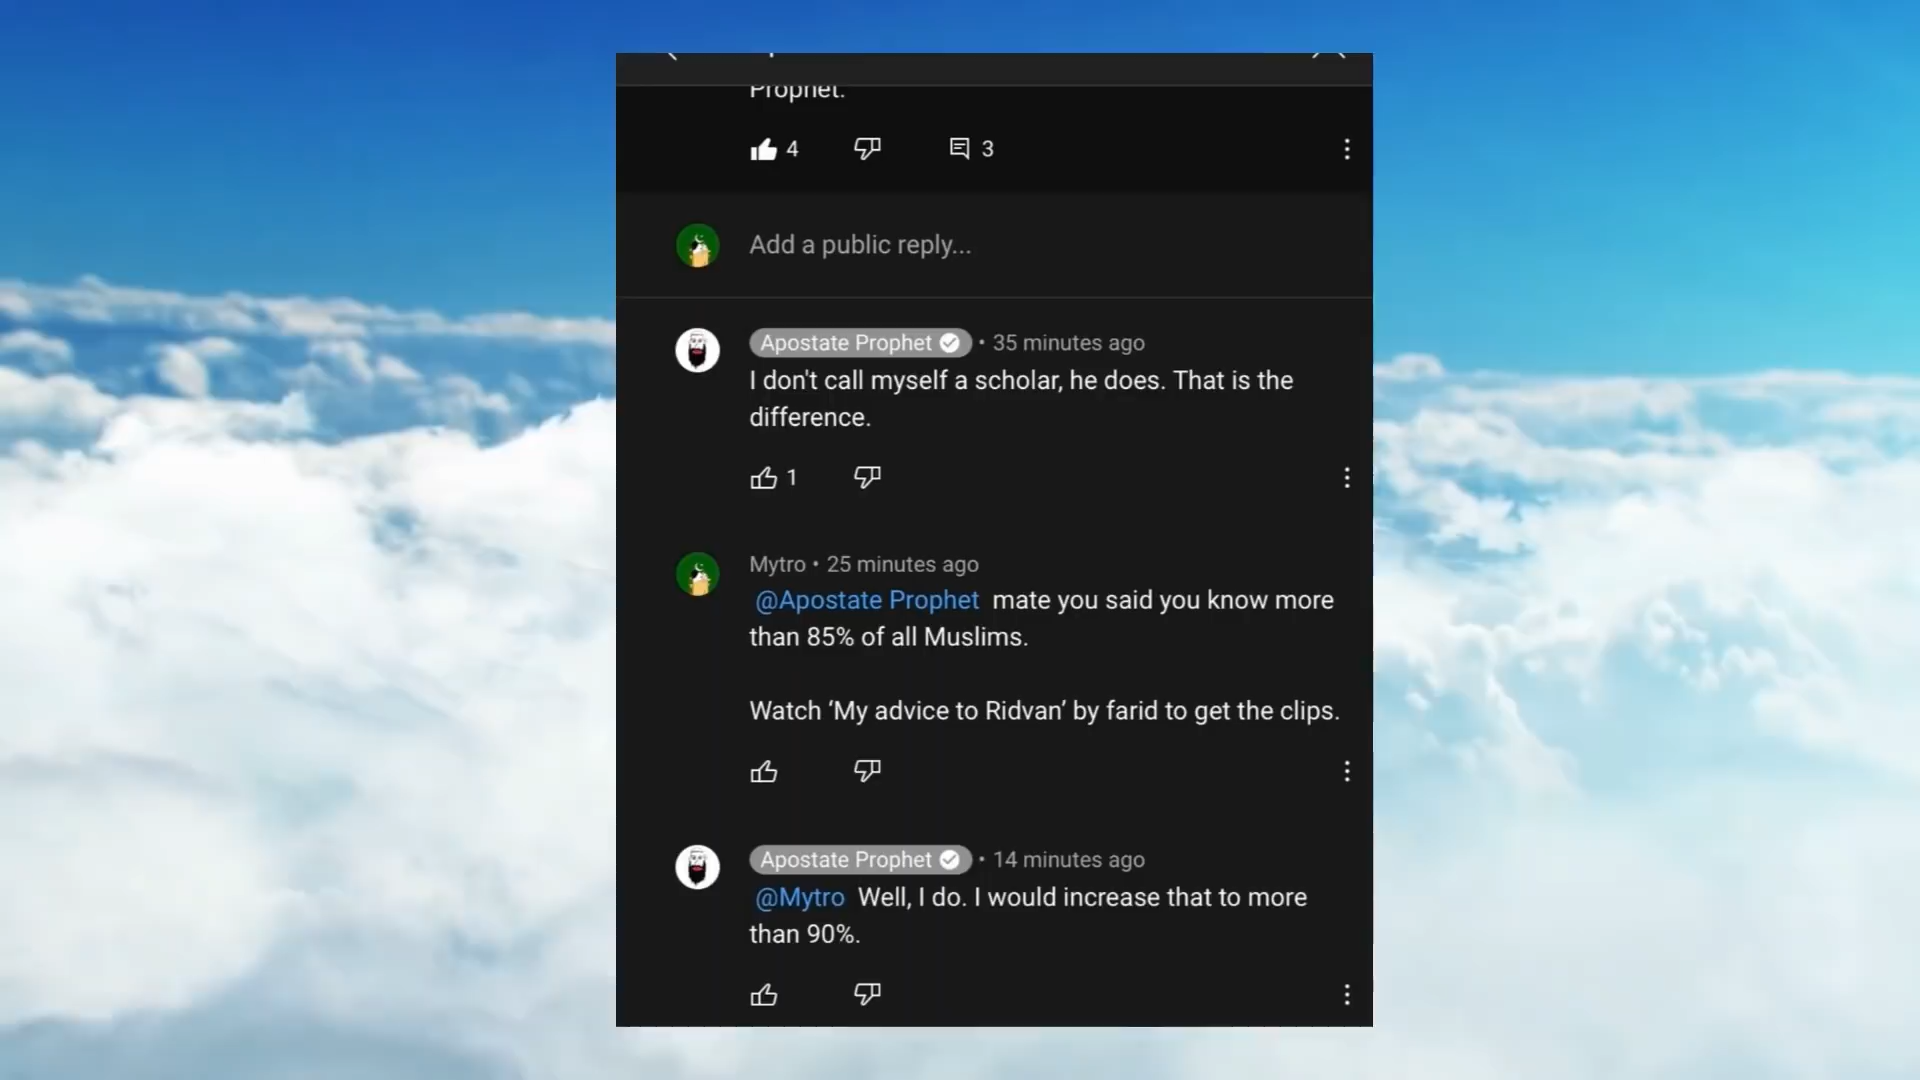 Prophet.
4 3
Add a public reply...
Apostate Prophet • 35 minutes ago
I don't call myself a scholar, he does. That is the
difference.
1
Mytro • 25 minutes ago
@Apostate Prophet mate you said you know more
than 85% of all Muslims.
Watch ‘My advice to Ridvan’ by farid to get the clips.
Apostate Prophet • 14 minutes ago
@Mytro Well, I do. I would increase that to more
than 90%.